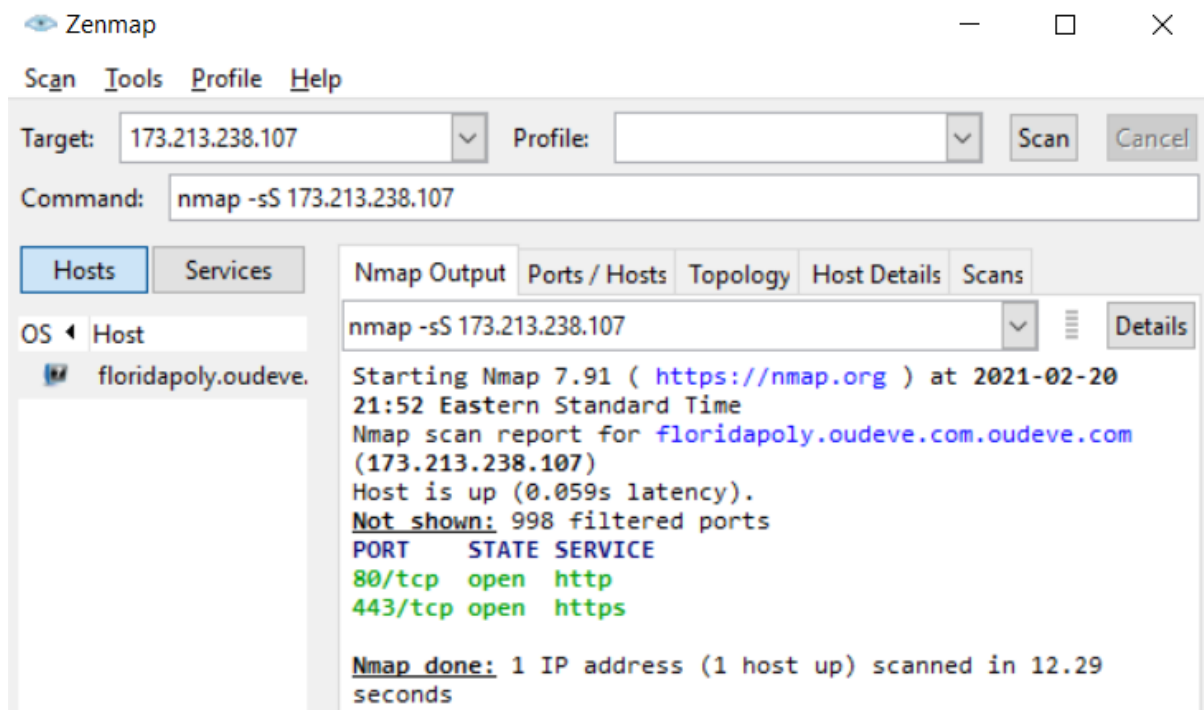 Zenmap
Scan Tools Profile Help
Target: 173.213.238.107 Profile: Scan Cancel
Command: nmap -sS 173.213.238.107
Hosts Services
Nmap Output Ports / Hosts Topology Host Details Scans
OS Host
nmap -sS 173.213.238.107 Details
floridapoly.oudeve.
Starting Nmap 7.91 ( https://nmap.org ) at 2021-02-20
21:52 Eastern Standard Time
Nmap scan report for floridapoly.oudeve.com.oudeve.com
(173.213.238.107)
Host is up (0.059s latency).
Not shown: 998 filtered ports
PORT STATE SERVICE
80/tcp open http
443/tcp open https
Nmap done: 1 IP address (1 host up) scanned in 12.29
seconds